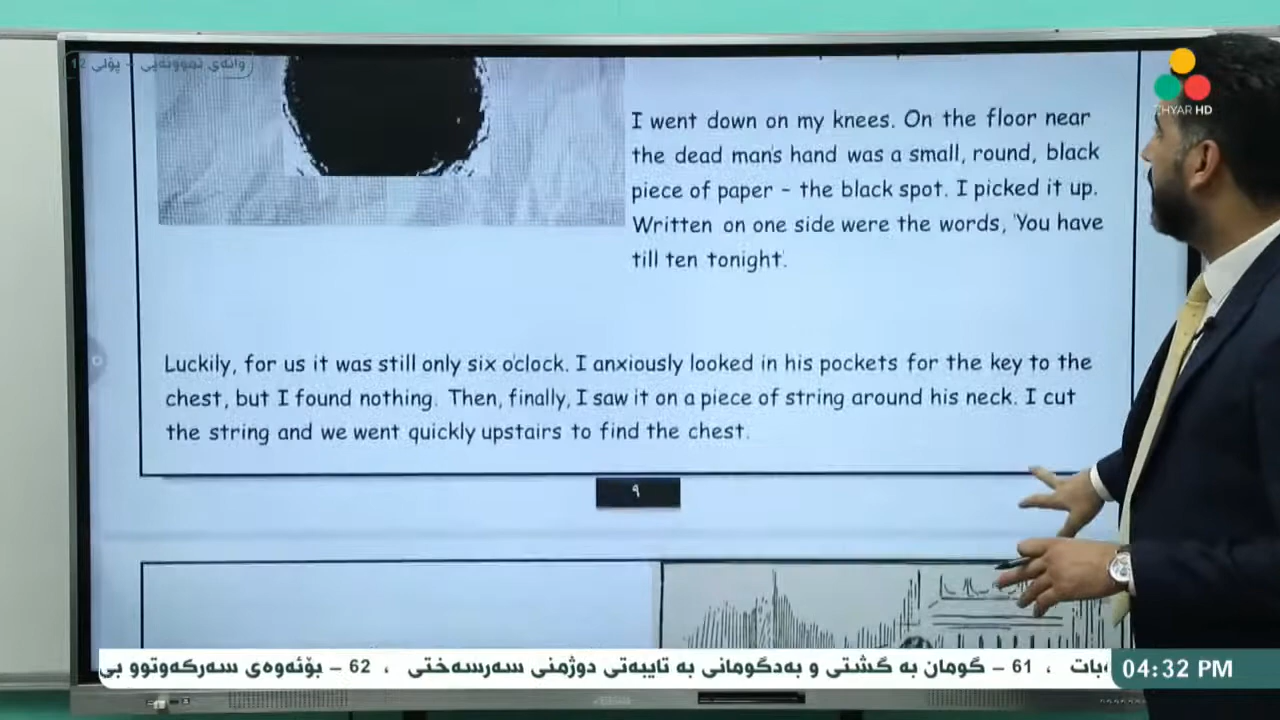 وانەی نموونەیی - پۆلی 12
I went down on my knees. On the floor near
the dead man's hand was a small, round, black
piece of paper - the black spot. I picked it up.
Written on one side were the words, 'You have
till ten tonight'.
Luckily, for us it was still only six o'clock. I anxiously looked in his pockets for the key to the
chest, but I found nothing. Then, finally, I saw it on a piece of string around his neck. I cut
the string and we went quickly upstairs to find the chest.
٩
HD
61 – گومان بە گشتی و بەدگومانی بە تایبەتی دوژمنی سەرسەختی ، 62 – بۆئەوەی سەرکەوتوو بی
04:32 PM